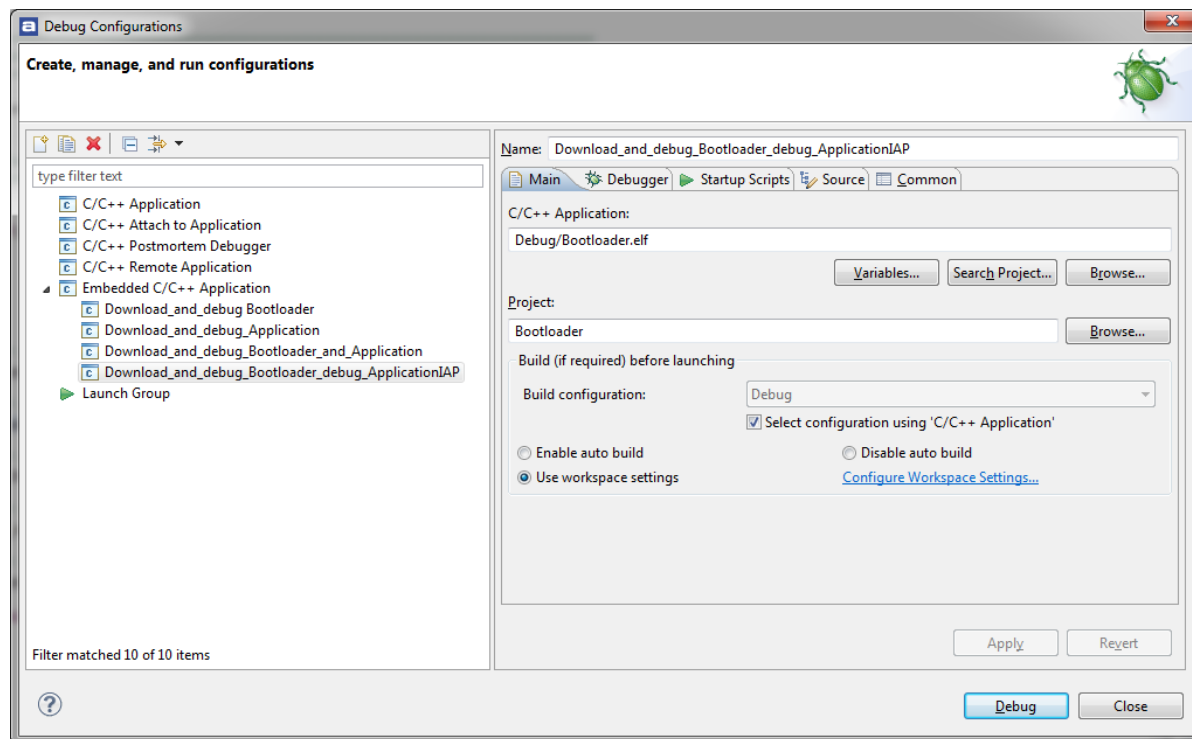 Debug Configurations
Create, manage, and run configurations
type filter text
C/C++ Application
C/C++ Attach to Application
C/C++ Postmortem Debugger
C/C++ Remote Application
Embedded C/C++ Application
Download_and_debug Bootloader
Download_and_debug_Application
Download_and_debug_Bootloader_and_Application
Download_and_debug_Bootloader_debug_ApplicationIAP
Launch Group
Filter matched 10 of 10 items
Name: Download_and_debug_Bootloader_debug_ApplicationIAP
Main Debugger Startup Scripts Source Common
C/C++ Application:
Debug/Bootloader.elf
Variables... Search Project... Browse...
Project:
Bootloader Browse...
Build (if required) before launching
Build configuration: Debug
Select configuration using 'C/C++ Application'
Enable auto build Disable auto build
Use workspace settings Configure Workspace Settings...
Apply Revert
Debug Close